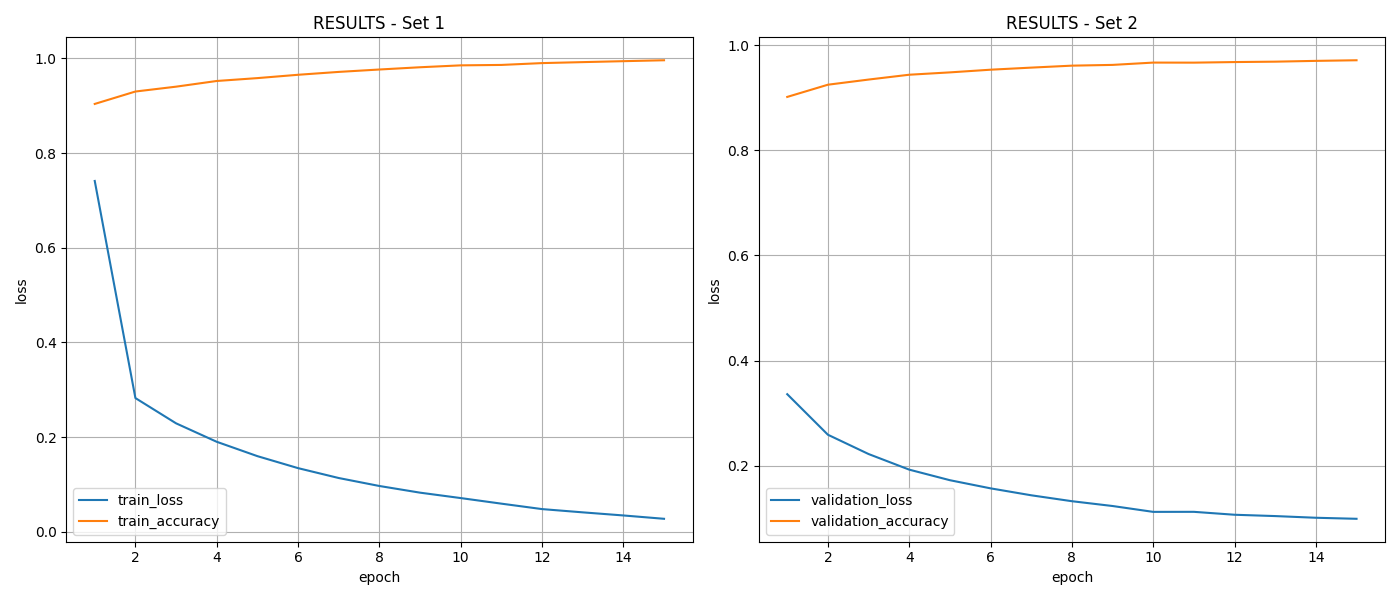 RESULTS - Set 1
1.0
0.8
0.6
0.4
0.2
0.0
loss
train_loss
train_accuracy
2 4 6 8 10 12 14
epoch
RESULTS - Set 2
1.0
0.8
0.6
0.4
0.2
loss
validation_loss
validation_accuracy
2 4 6 8 10 12 14
epoch